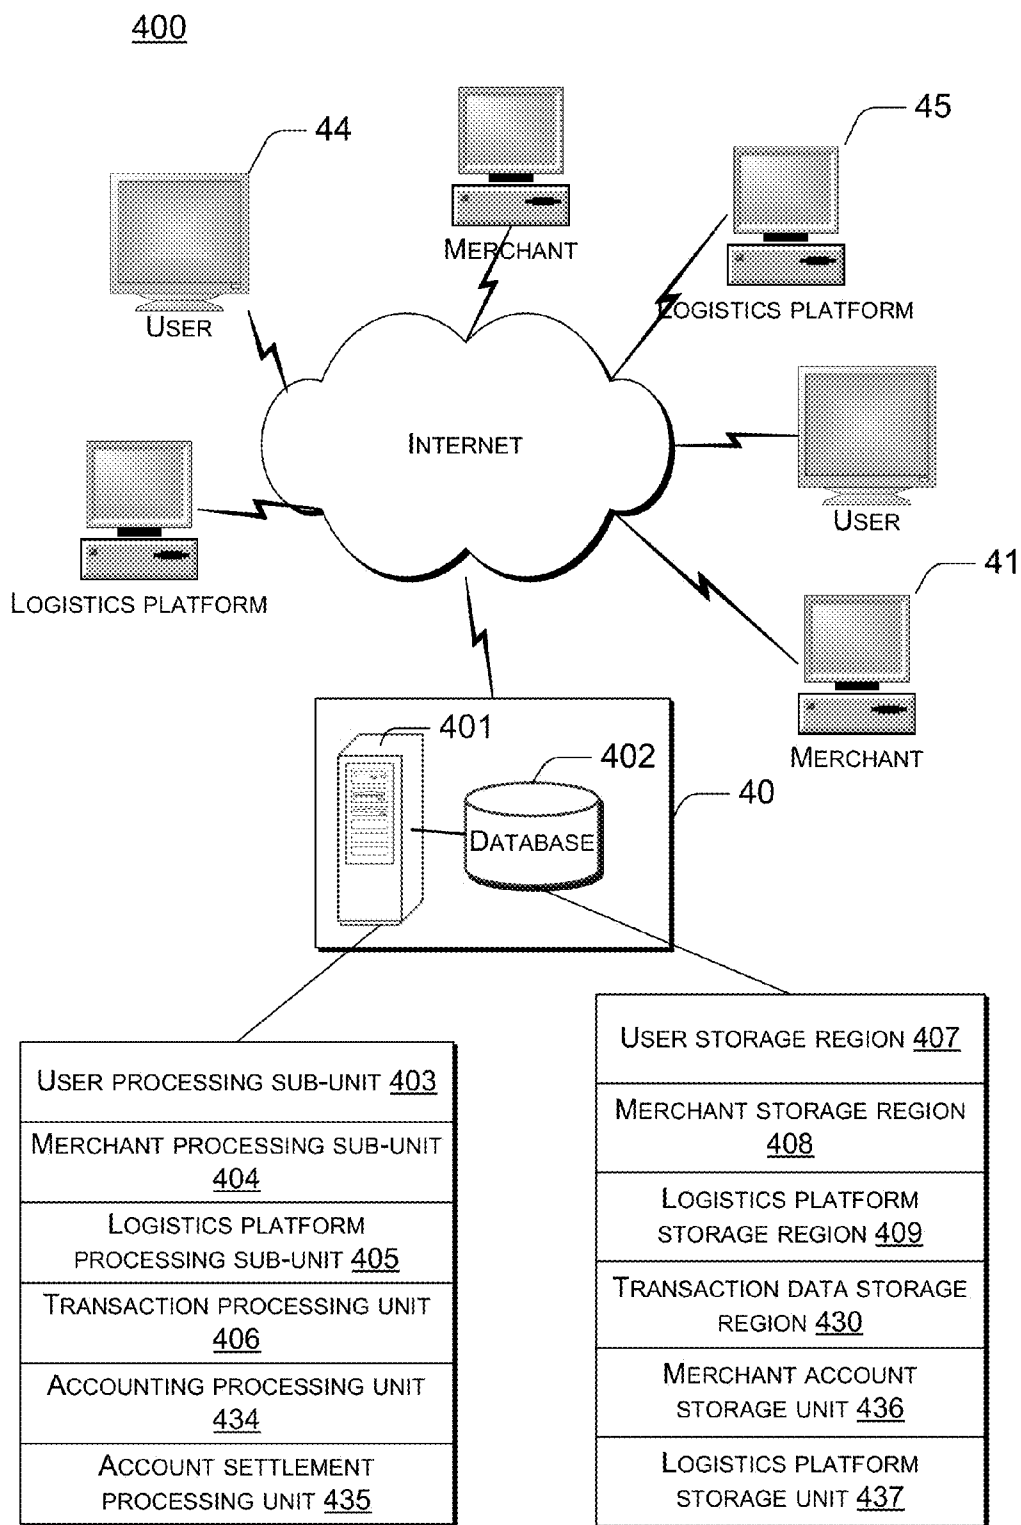 400
44
45
MERCHANT
LOGISTICS PLATFORM
USER
INTERNET
USER
LOGISTICS PLATFORM
41
MERCHANT
401
402
40
DATABASE
USER PROCESSING SUB-UNIT 403
MERCHANT PROCESSING SUB-UNIT
404
LOGISTICS PLATFORM
PROCESSING SUB-UNIT 405
TRANSACTION PROCESSING UNIT
406
ACCOUNTING PROCESSING UNIT
434
ACCOUNT SETTLEMENT
PROCESSING UNIT 435
USER STORAGE REGION 407
MERCHANT STORAGE REGION
408
LOGISTICS PLATFORM
STORAGE REGION 409
TRANSACTION DATA STORAGE
REGION 430
MERCHANT ACCOUNT
STORAGE UNIT 436
LOGISTICS PLATFORM
STORAGE UNIT 437